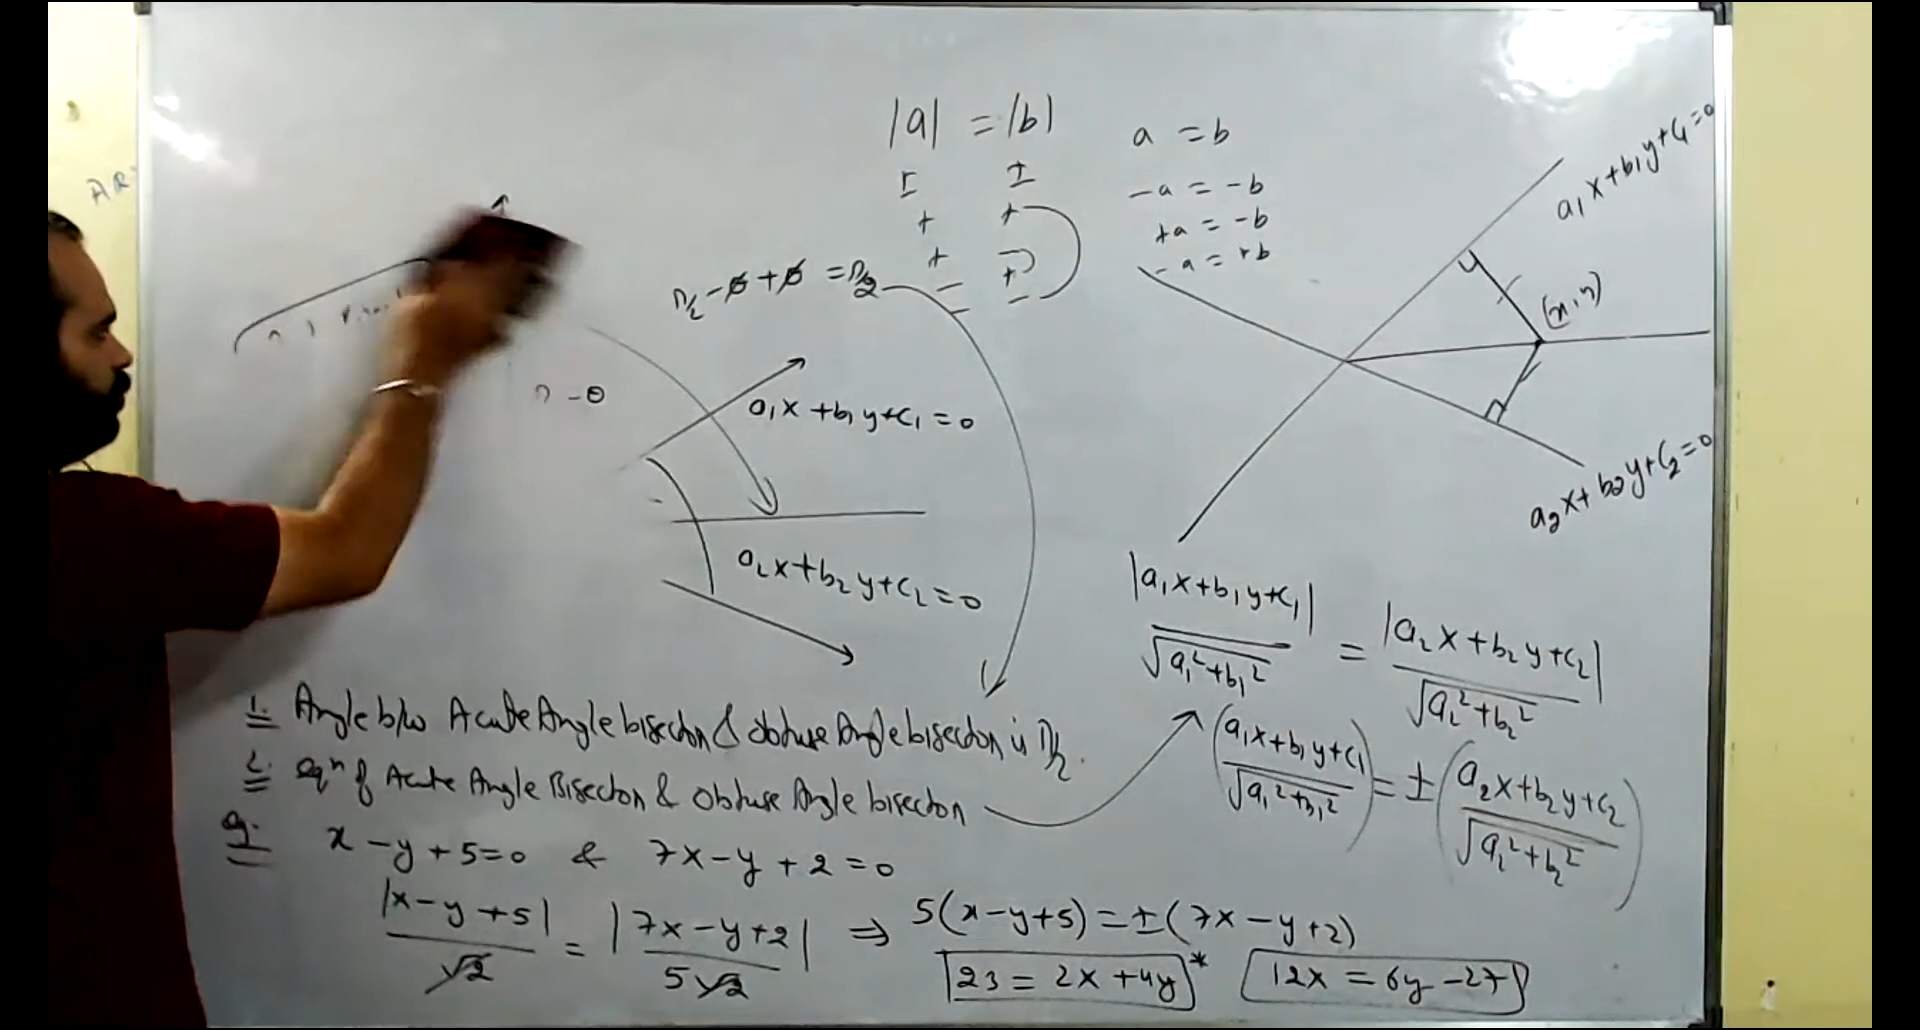 |a| = |b|
± ±
+ +
+ -
- +
- -
a = b
-a = -b
+a = -b
-a = +b
π/2 - θ + θ = π/2
- θ
a₁x + b₁y + c₁ = 0
a₂x + b₂y + c₂ = 0
a₁x + b₁y + c₁ = 0
(x, y)
a₂x + b₂y + c₂ = 0
|a₁x + b₁y + c₁| / √(a₁² + b₁²) = |a₂x + b₂y + c₂| / √(a₂² + b₂²)
(a₁x + b₁y + c₁ / √(a₁² + b₁²)) = ± (a₂x + b₂y + c₂ / √(a₂² + b₂²))
1. Angle b/w Acute Angle bisector & obtuse Angle bisector is π/2.
2. eqⁿ of Acute Angle Bisector & obtuse Angle bisector
Q. x - y + 5 = 0 & 7x - y + 2 = 0
|x - y + 5| / √2 = |7x - y + 2| / 5√2 ⇒ 5(x - y + 5) = ±(7x - y + 2)
23 = 2x + 4y * 12x = 6y - 27